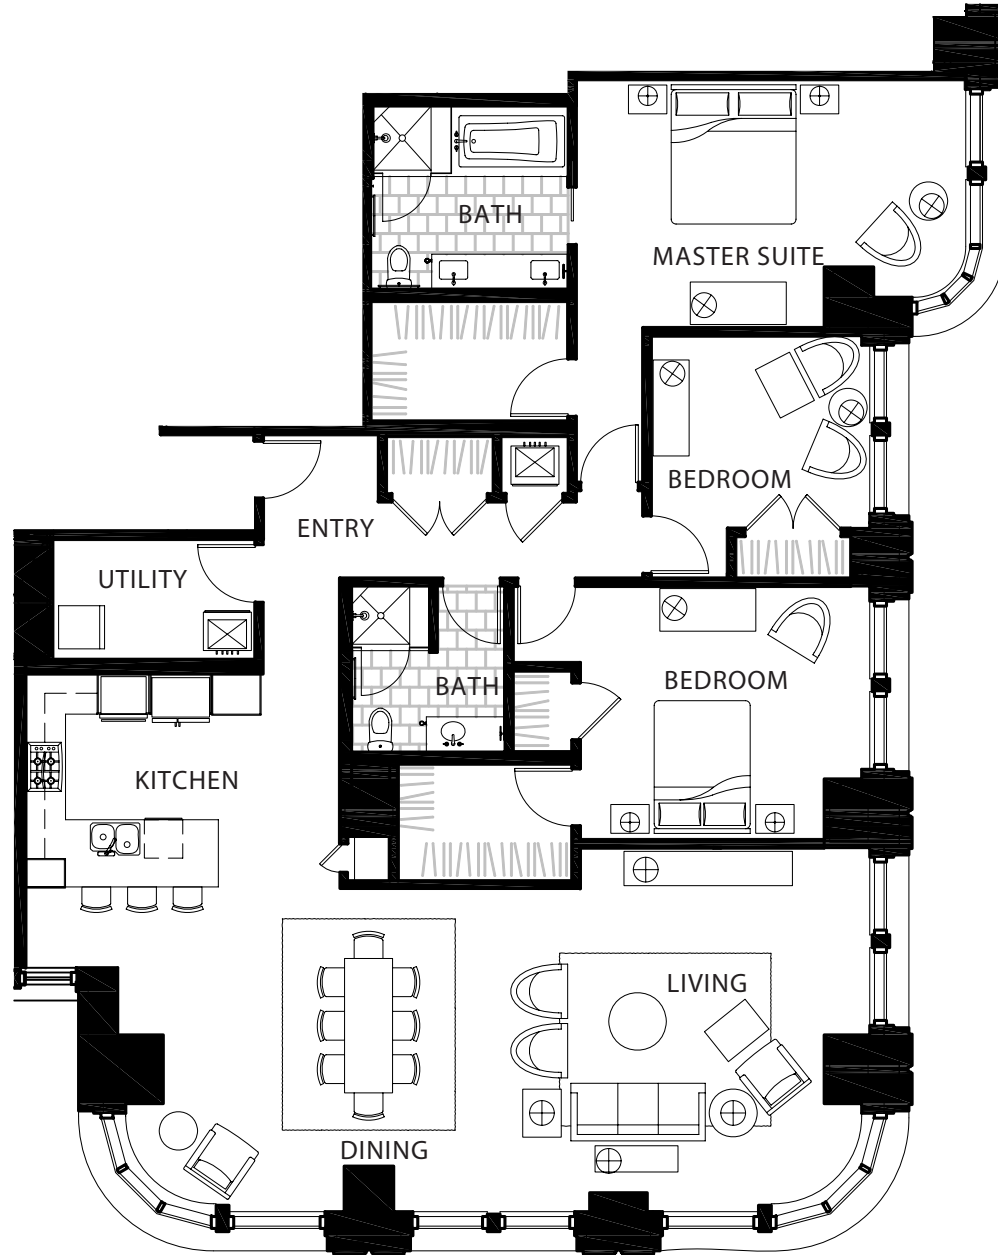 BATH
MASTER SUITE
BEDROOM
ENTRY
UTILITY
BATH
BEDROOM
KITCHEN
LIVING
DINING